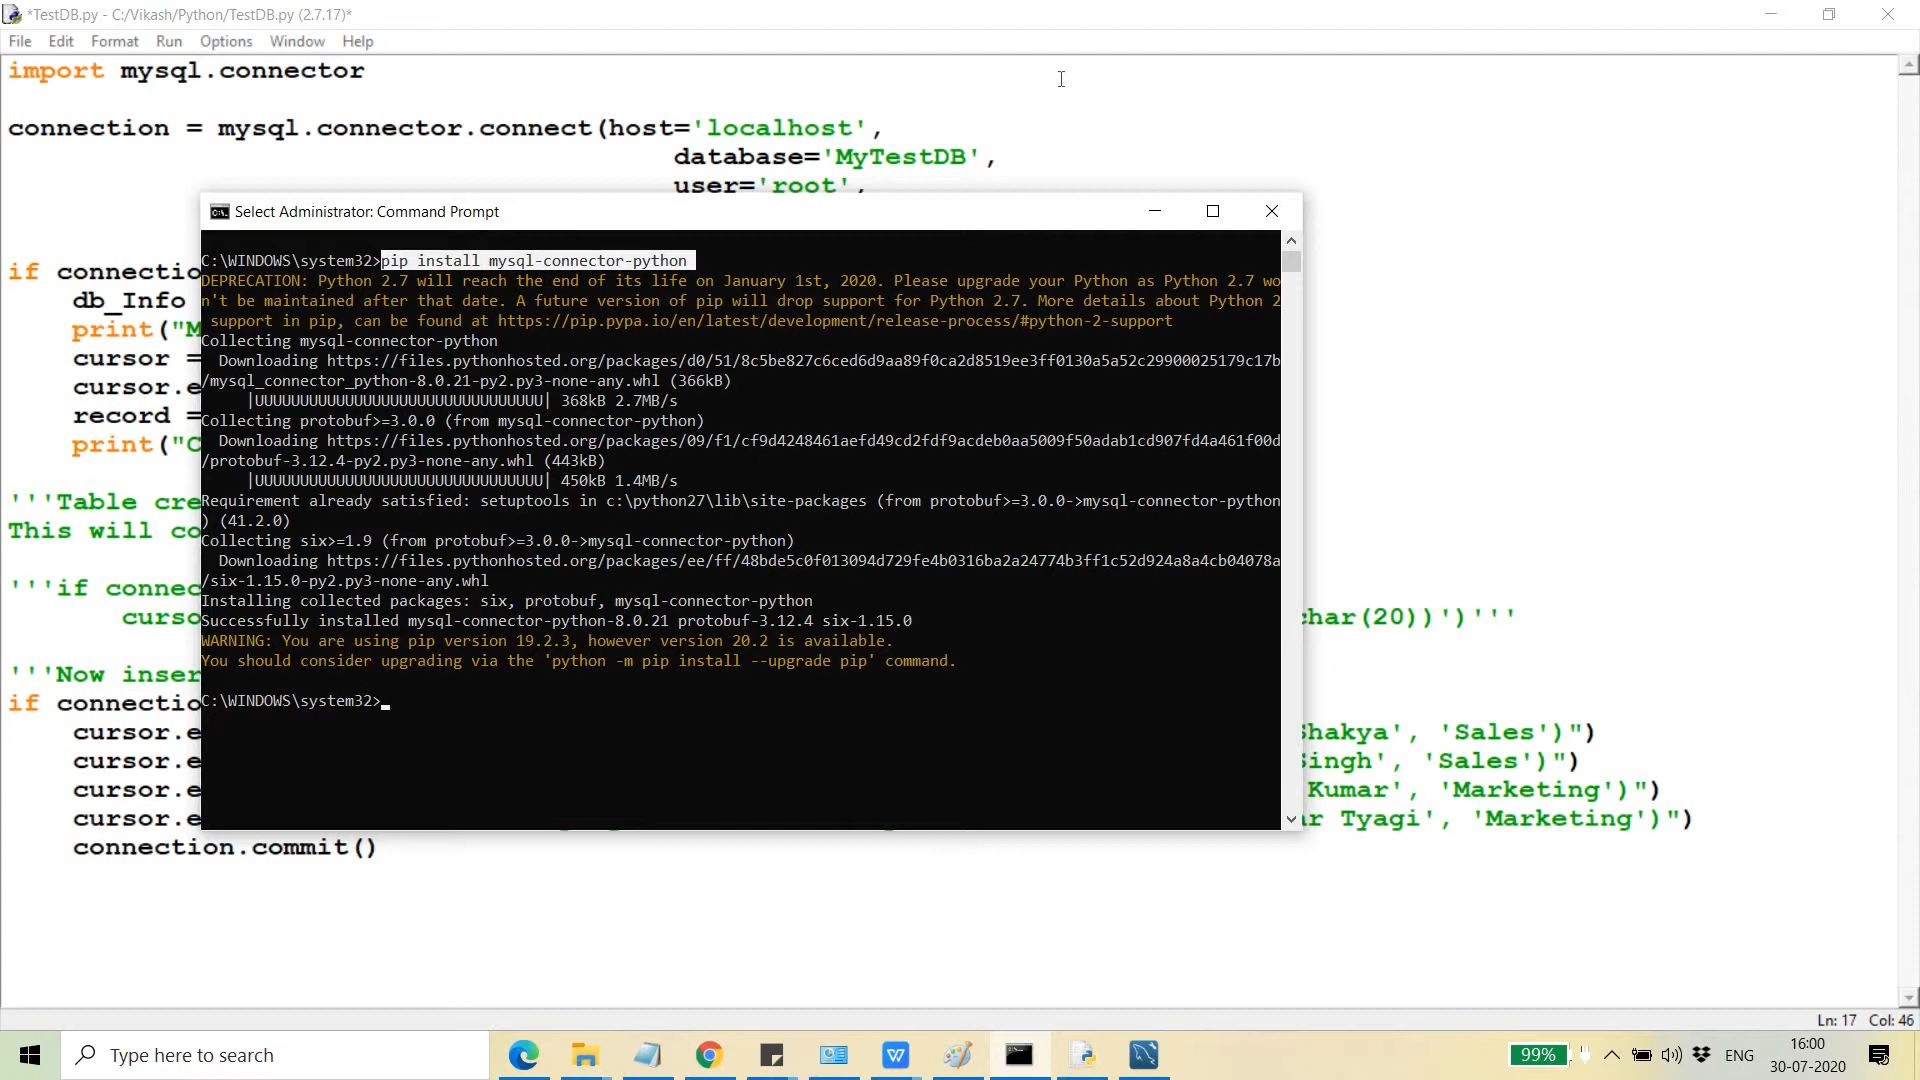 *TestDB.py - C:/Vikash/Python/TestDB.py (2.7.17)*
File Edit Format Run Options Window Help
import mysql.connector
connection = mysql.connector.connect(host='localhost',
database='MyTestDB',
user='root',
Select Administrator: Command Prompt
C:\WINDOWS\system32>pip install mysql-connector-python
DEPRECATION: Python 2.7 will reach the end of its life on January 1st, 2020. Please upgrade your Python as Python 2.7 wo
n't be maintained after that date. A future version of pip will drop support for Python 2.7. More details about Python 2
support in pip, can be found at https://pip.pypa.io/en/latest/development/release-process/#python-2-support
Collecting mysql-connector-python
Downloading https://files.pythonhosted.org/packages/d0/51/8c5be827c6ced6d9aa89f0ca2d8519ee3ff0130a5a52c29900025179c17b
/mysql_connector_python-8.0.21-py2.py3-none-any.whl (366kB)
|UUUUUUUUUUUUUUUUUUUUUUUUUUUUUUUU| 368kB 2.7MB/s
Collecting protobuf>=3.0.0 (from mysql-connector-python)
Downloading https://files.pythonhosted.org/packages/09/f1/cf9d4248461aefd49cd2fdf9acdeb0aa5009f50adab1cd907fd4a461f00d
/protobuf-3.12.4-py2.py3-none-any.whl (443kB)
|UUUUUUUUUUUUUUUUUUUUUUUUUUUUUUUU| 450kB 1.4MB/s
Requirement already satisfied: setuptools in c:\python27\lib\site-packages (from protobuf>=3.0.0->mysql-connector-python
) (41.2.0)
Collecting six>=1.9 (from protobuf>=3.0.0->mysql-connector-python)
Downloading https://files.pythonhosted.org/packages/ee/ff/48bde5c0f013094d729fe4b0316ba2a24774b3ff1c52d924a8a4cb04078a
/six-1.15.0-py2.py3-none-any.whl
Installing collected packages: six, protobuf, mysql-connector-python
Successfully installed mysql-connector-python-8.0.21 protobuf-3.12.4 six-1.15.0
WARNING: You are using pip version 19.2.3, however version 20.2 is available.
You should consider upgrading via the 'python -m pip install --upgrade pip' command.
C:\WINDOWS\system32>
if connectio
db_Info
print("M
cursor =
cursor.e
record =
print("C
'''Table cre
This will co
'''if connec
curso har(20))')'''
'''Now inser
if connectio
cursor.e Shakya', 'Sales')")
cursor.e Singh', 'Sales')")
cursor.e Kumar', 'Marketing')")
cursor.e r Tyagi', 'Marketing')")
connection.commit()
Ln: 17 Col: 46
Type here to search
99%
ENG
16:00
30-07-2020